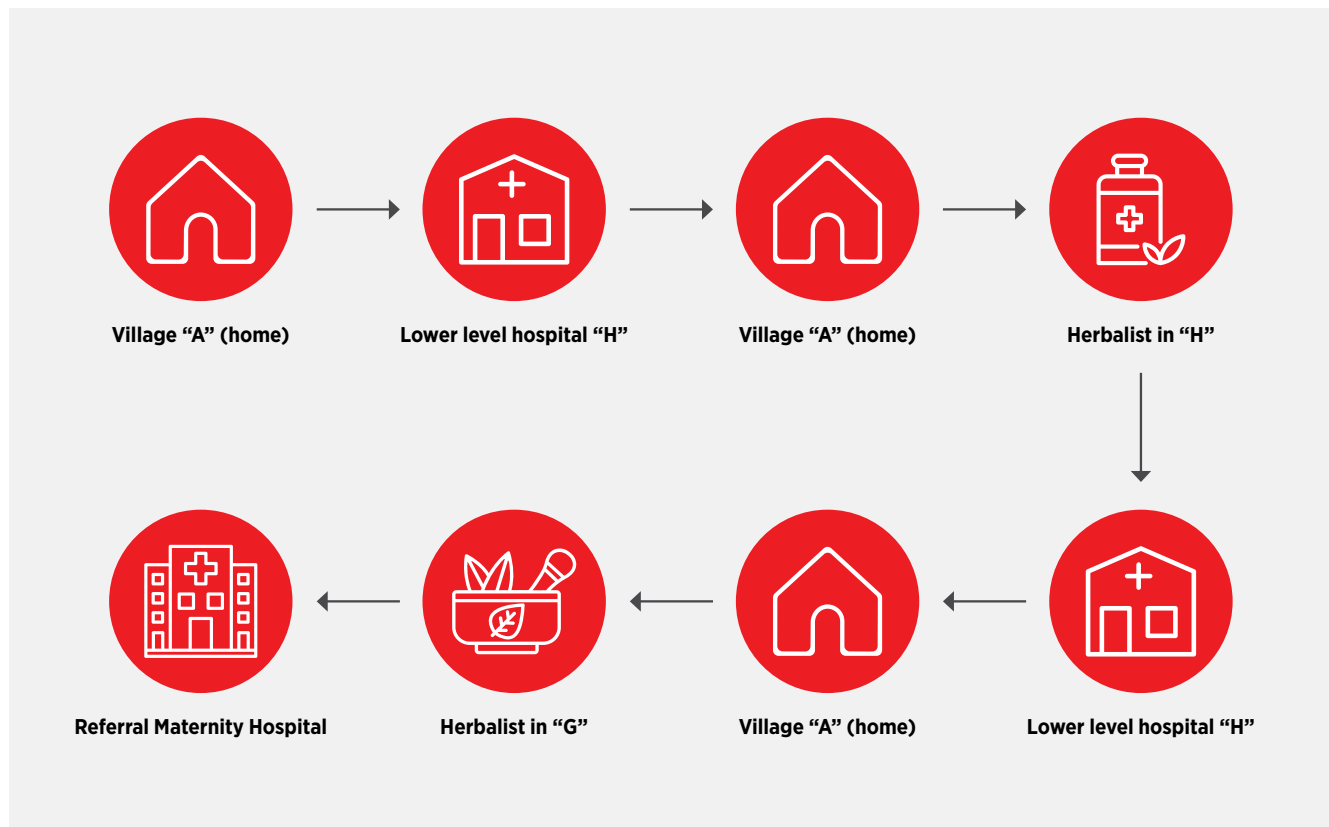 Village “A” (home)
Lower level hospital “H”
Village “A” (home)
Herbalist in “H”
Referral Maternity Hospital
Herbalist in “G”
Village “A” (home)
Lower level hospital “H”